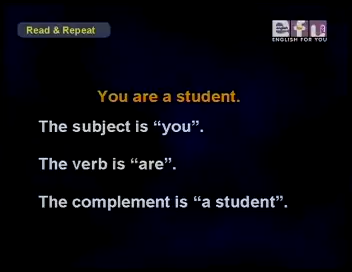 Read & Repeat
efu
ENGLISH FOR YOU
You are a student.
The subject is “you”.
The verb is “are”.
The complement is “a student”.